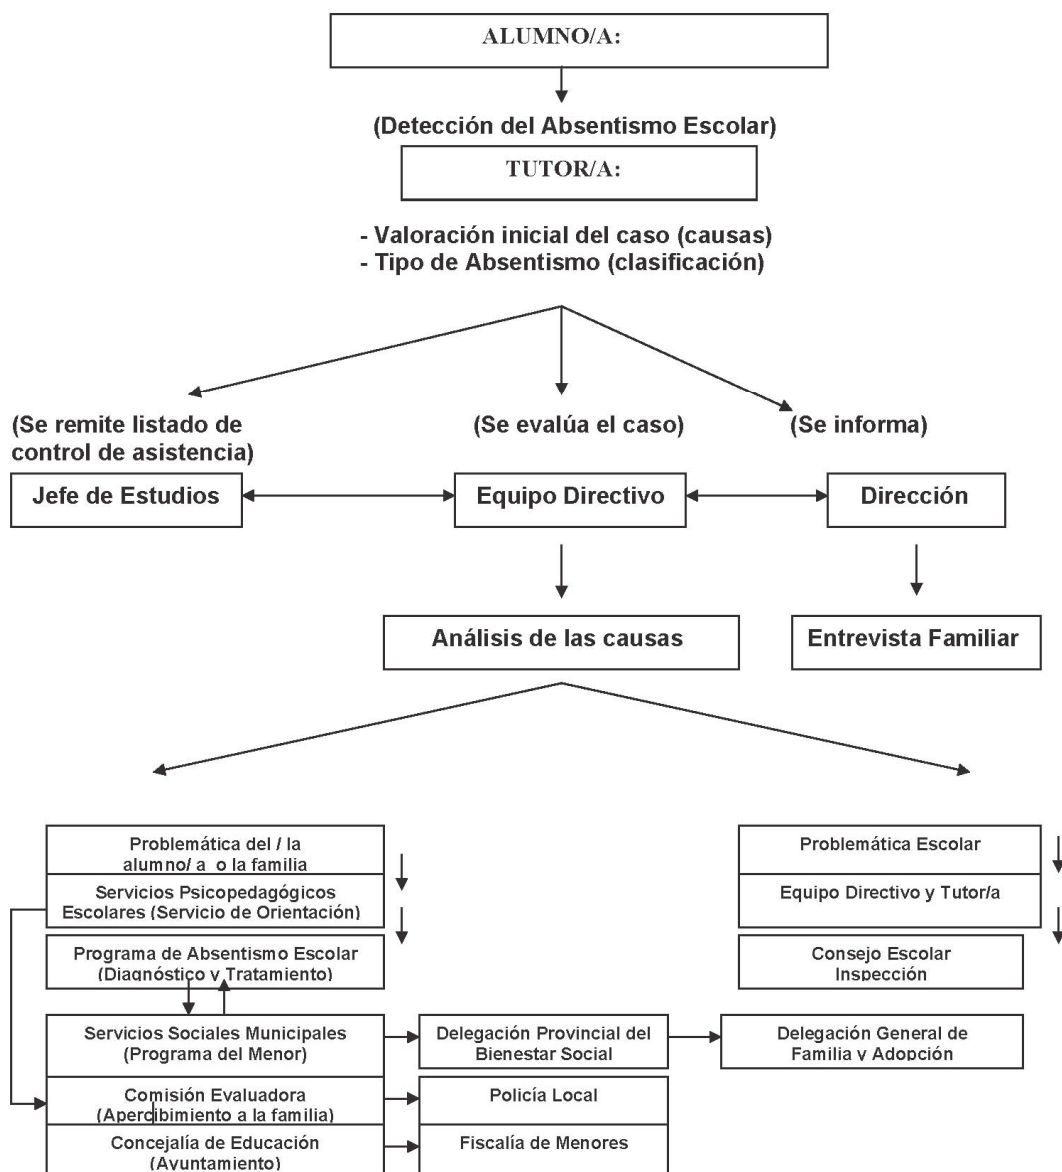 ALUMNO/A:
(Detección del Absentismo Escolar)
TUTOR/A:
- Valoración inicial del caso (causas)
- Tipo de Absentismo (clasificación)
(Se remite listado de
control de asistencia)
(Se evalúa el caso)
(Se informa)
Jefe de Estudios
Equipo Directivo
Dirección
Análisis de las causas
Entrevista Familiar
Problemática del / la
alumno/ a o la familia
Problemática Escolar
Servicios Psicopedagógicos
Escolares (Servicio de Orientación)
Equipo Directivo y Tutor/a
Programa de Absentismo Escolar
(Diagnóstico y Tratamiento)
Consejo Escolar
Inspección
Servicios Sociales Municipales
(Programa del Menor)
Delegación Provincial del
Bienestar Social
Delegación General de
Familia y Adopción
Comisión Evaluadora
(Apercibimiento a la familia)
Policía Local
Concejalía de Educación
(Ayuntamiento)
Fiscalía de Menores